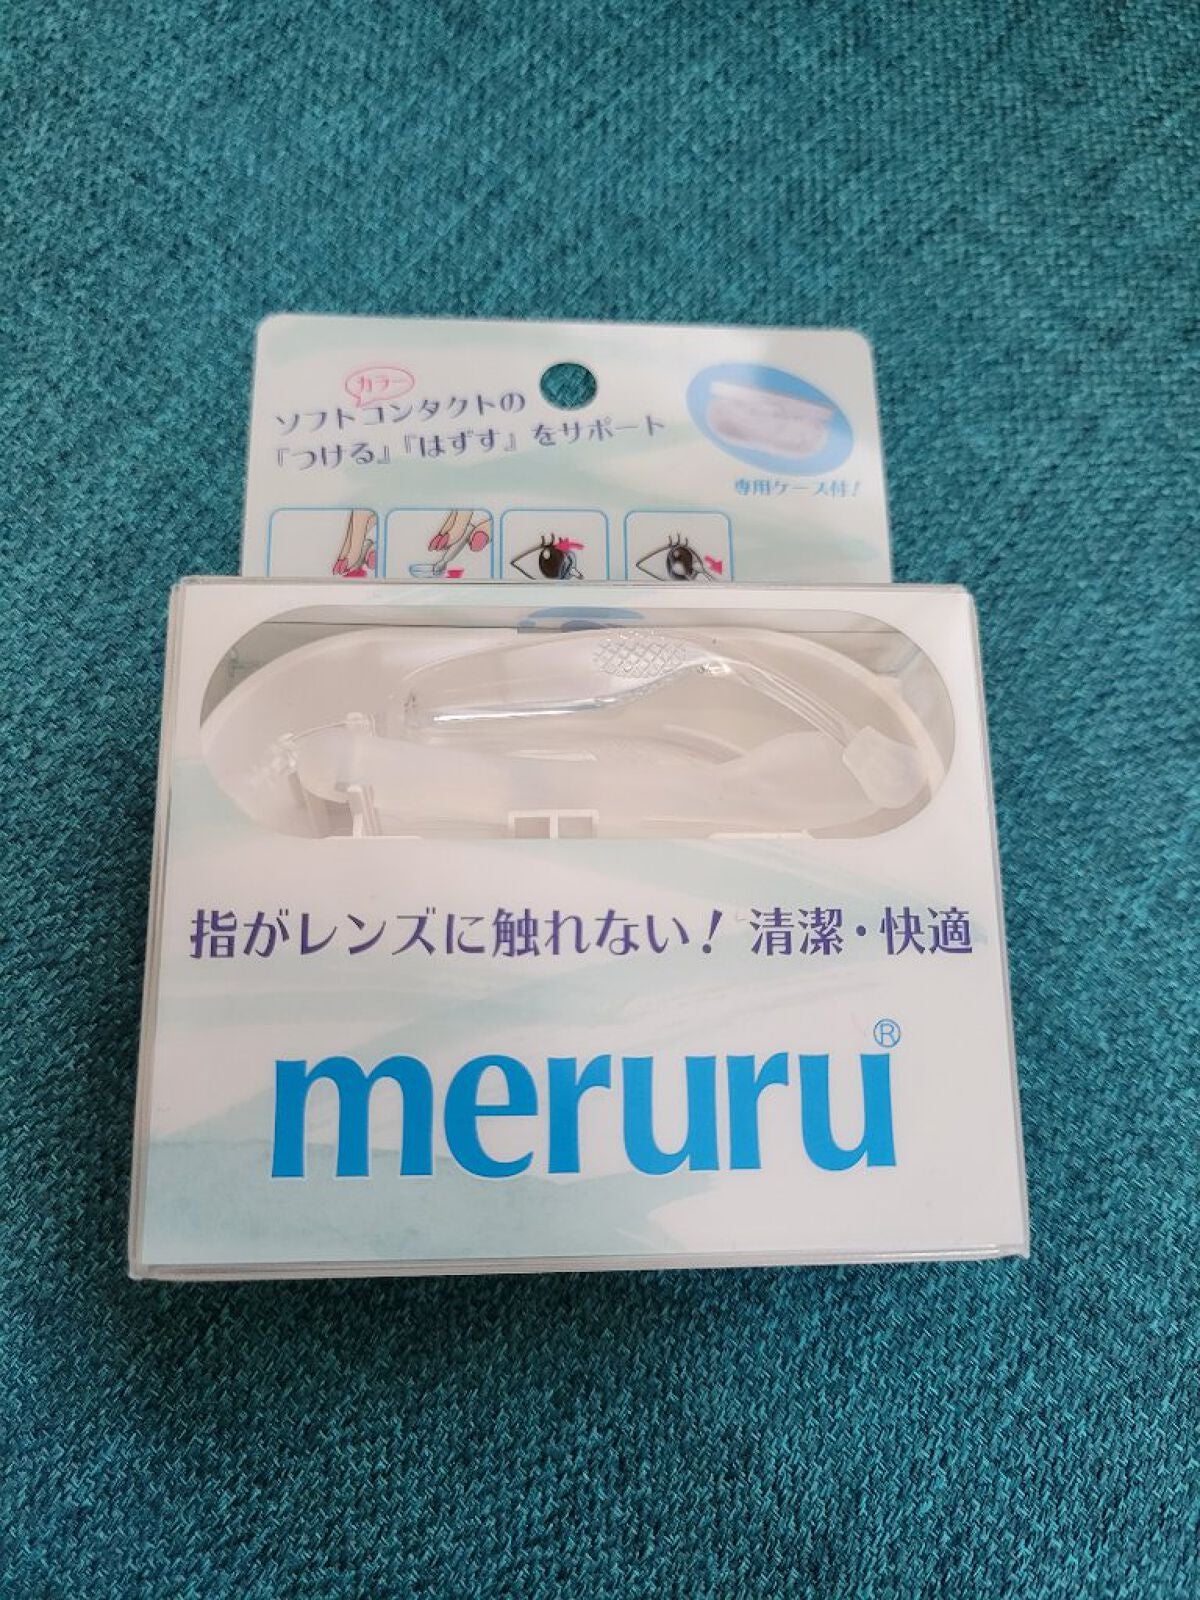 カラー
ソフトコンタクトの
『つける』『はずす』をサポート
専用ケース付!
指がレンズに触れない! 清潔・快適
meruru®